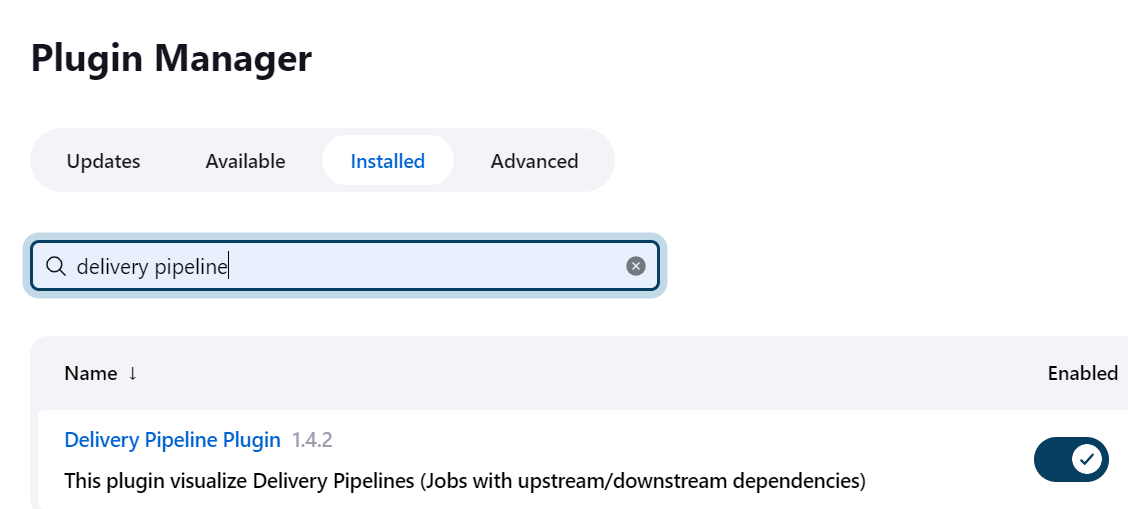 Plugin Manager
Updates Available Installed Advanced
delivery pipeline
Name ↓ Enabled
Delivery Pipeline Plugin 1.4.2
This plugin visualize Delivery Pipelines (Jobs with upstream/downstream dependencies)